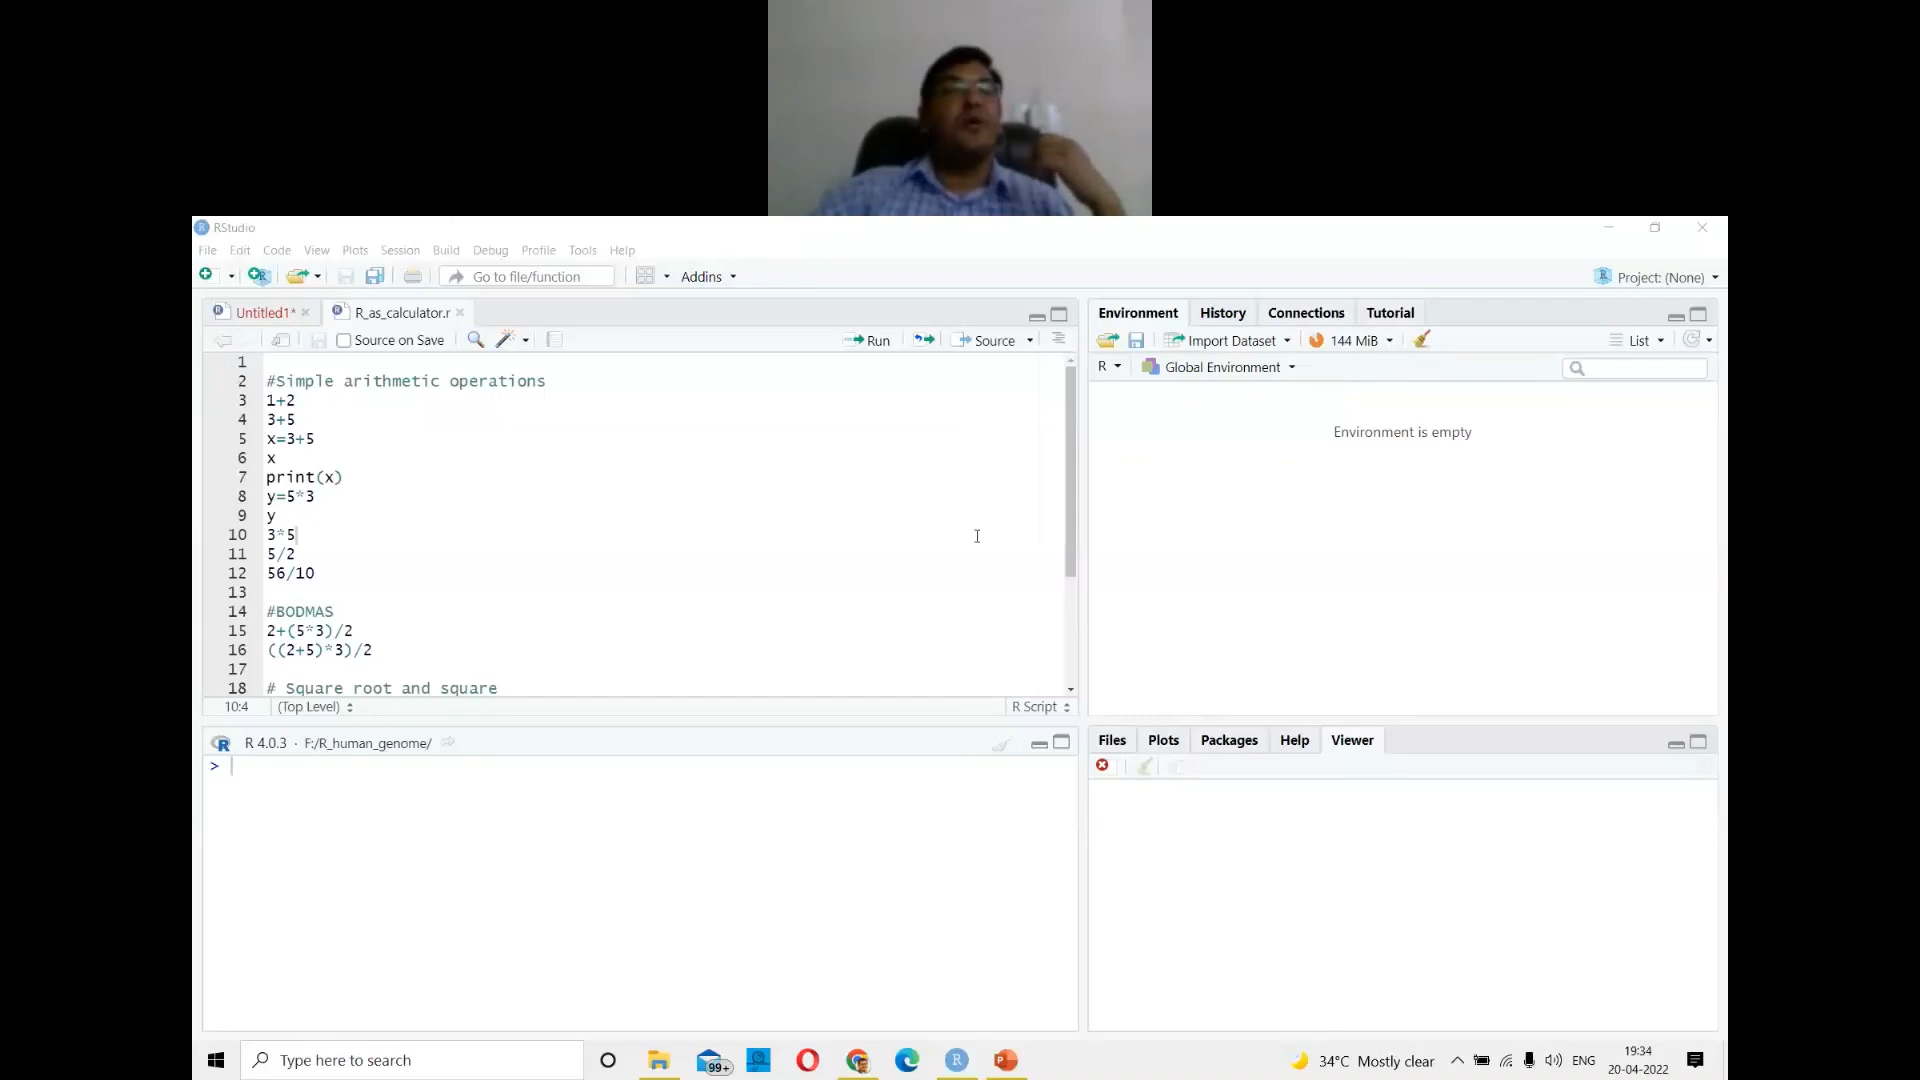 RStudio
File Edit Code View Plots Session Build Debug Profile Tools Help
Go to file/function Addins Project: (None)
Untitled1* R_as_calculator.r
Source on Save Run Source
1
2 #Simple arithmetic operations
3 1+2
4 3+5
5 x=3+5
6 x
7 print(x)
8 y=5*3
9 y
10 3*5
11 5/2
12 56/10
13
14 #BODMAS
15 2+(5*3)/2
16 ((2+5)*3)/2
17
18 # Square root and square
10:4 (Top Level) R Script
R 4.0.3 · F:/R_human_genome/
>
Environment History Connections Tutorial
Import Dataset 144 MiB List
R Global Environment
Environment is empty
Files Plots Packages Help Viewer
Type here to search
99+
34°C Mostly clear ENG
19:34
20-04-2022